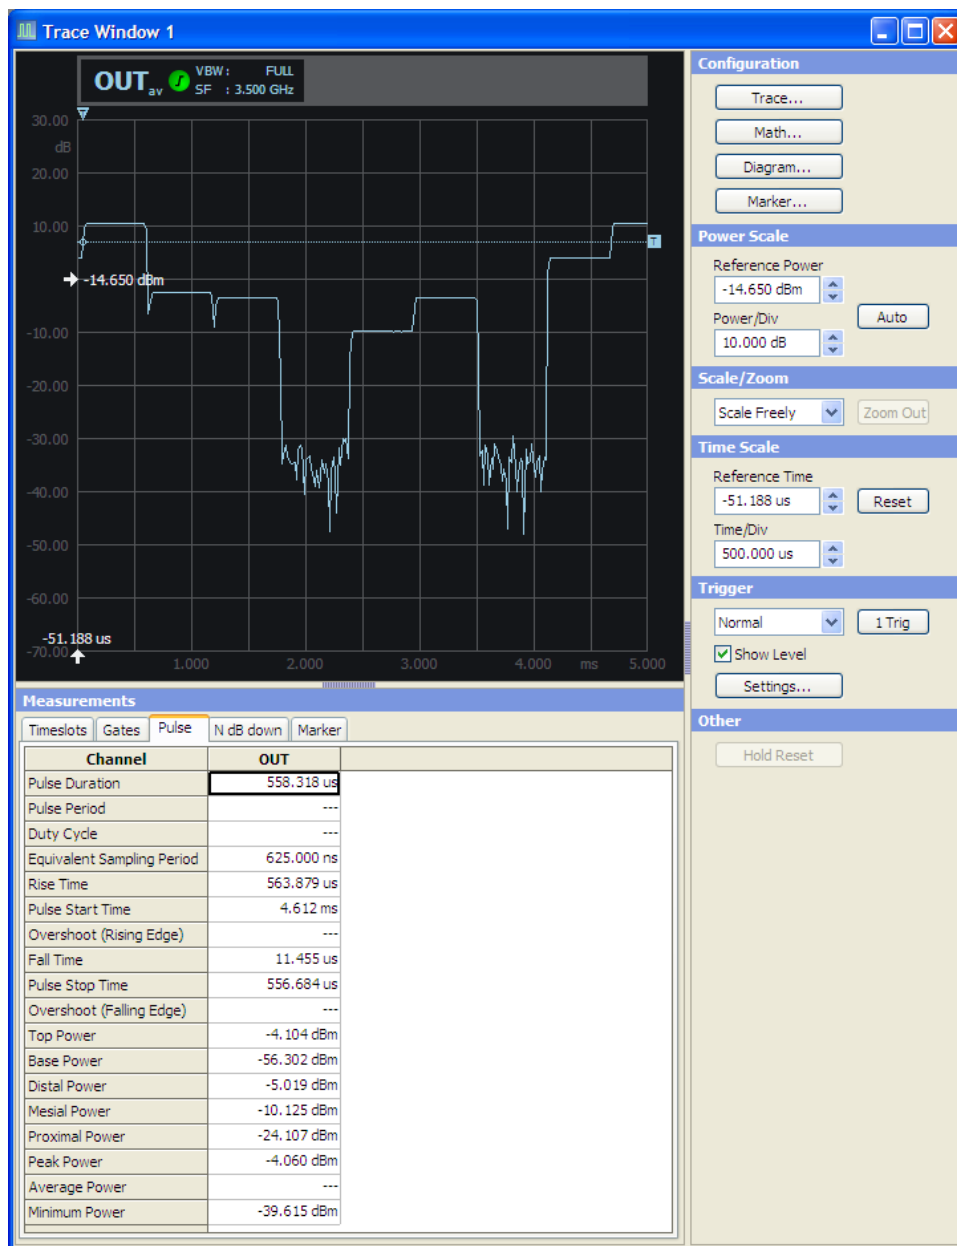 Trace Window 1
OUT av VBW: FULL
SF : 3.500 GHz
30.00
dB
20.00
10.00
T
-14.650 dBm
-10.00
-20.00
-30.00
-40.00
-50.00
-60.00
-51.188 us
-70.00
1.000 2.000 3.000 4.000 ms 5.000
Configuration
Trace...
Math...
Diagram...
Marker...
Power Scale
Reference Power
-14.650 dBm
Power/Div
Auto
10.000 dB
Scale/Zoom
Scale Freely Zoom Out
Time Scale
Reference Time
-51.188 us Reset
Time/Div
500.000 us
Trigger
Normal 1 Trig
Show Level
Settings...
Other
Hold Reset
Measurements
Timeslots Gates Pulse N dB down Marker
Channel OUT
Pulse Duration 558.318 us
Pulse Period ---
Duty Cycle ---
Equivalent Sampling Period 625.000 ns
Rise Time 563.879 us
Pulse Start Time 4.612 ms
Overshoot (Rising Edge) ---
Fall Time 11.455 us
Pulse Stop Time 556.684 us
Overshoot (Falling Edge) ---
Top Power -4.104 dBm
Base Power -56.302 dBm
Distal Power -5.019 dBm
Mesial Power -10.125 dBm
Proximal Power -24.107 dBm
Peak Power -4.060 dBm
Average Power ---
Minimum Power -39.615 dBm